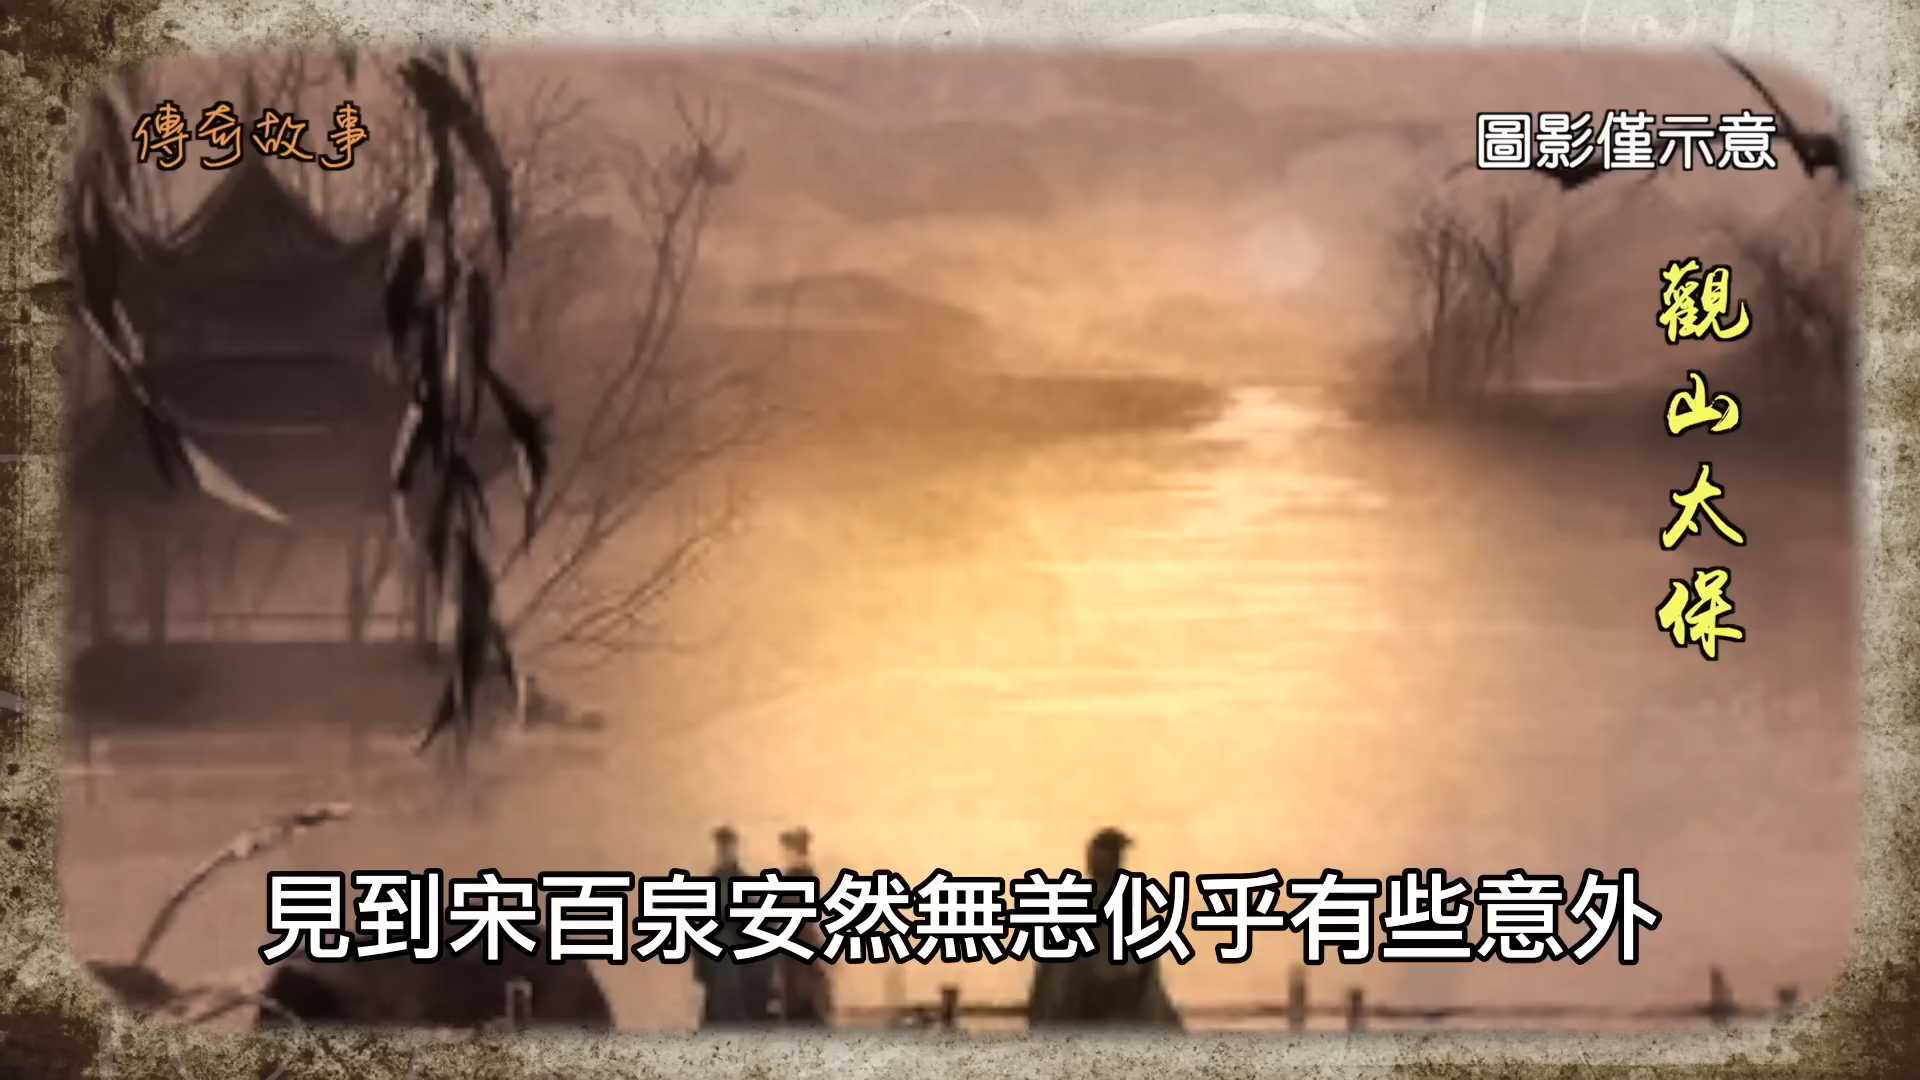 傳奇故事
圖影僅示意
觀山太保
見到宋百泉安然無恙似乎有些意外